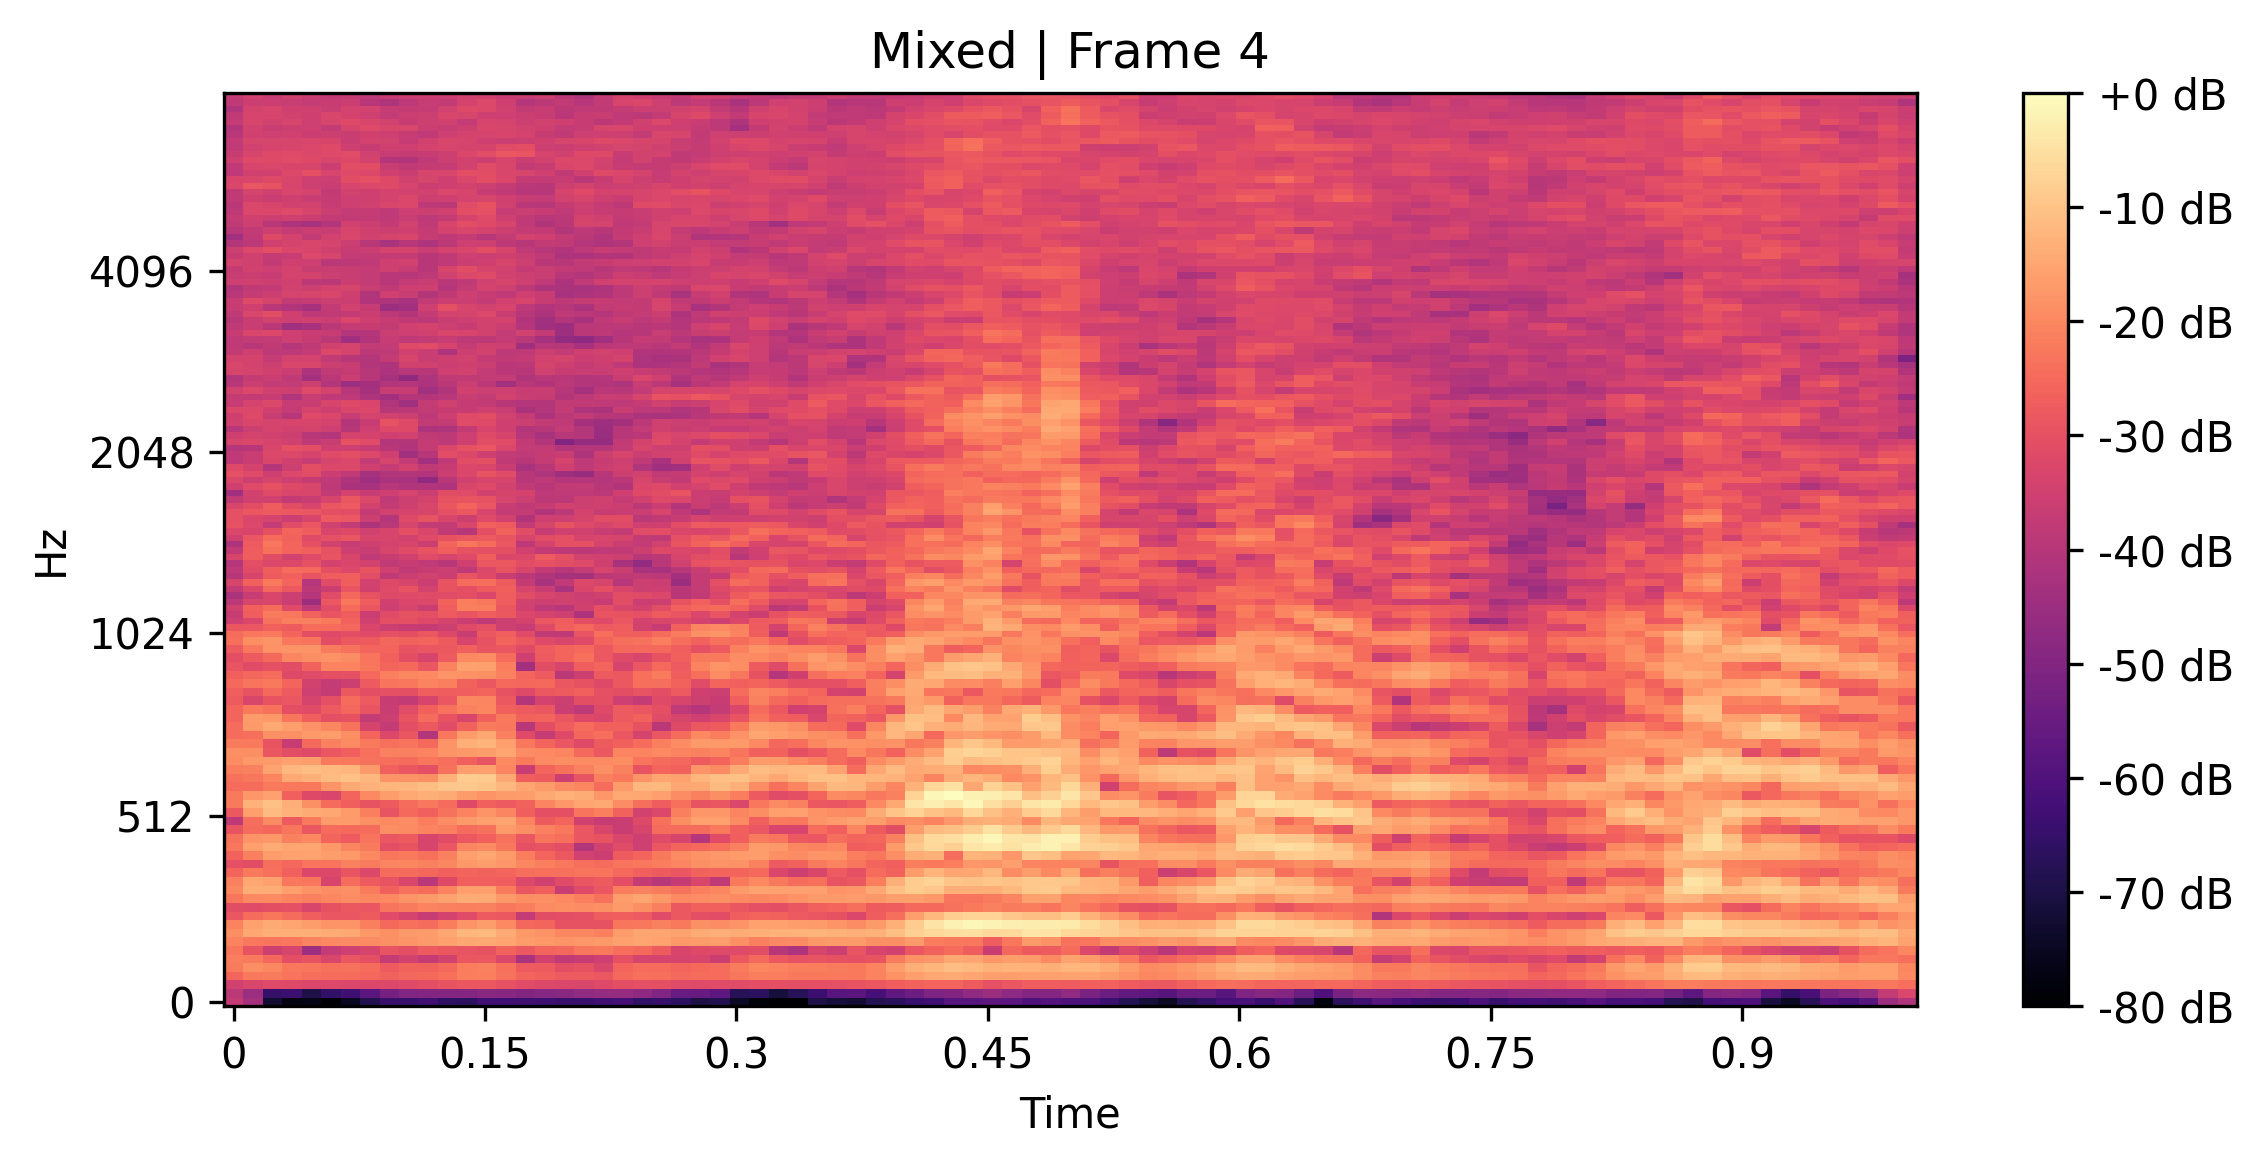 Mixed | Frame 4
+0 dB
-10 dB
-20 dB
-30 dB
-40 dB
-50 dB
-60 dB
-70 dB
-80 dB
4096
2048
1024
512
0
Hz
0 0.15 0.3 0.45 0.6 0.75 0.9
Time